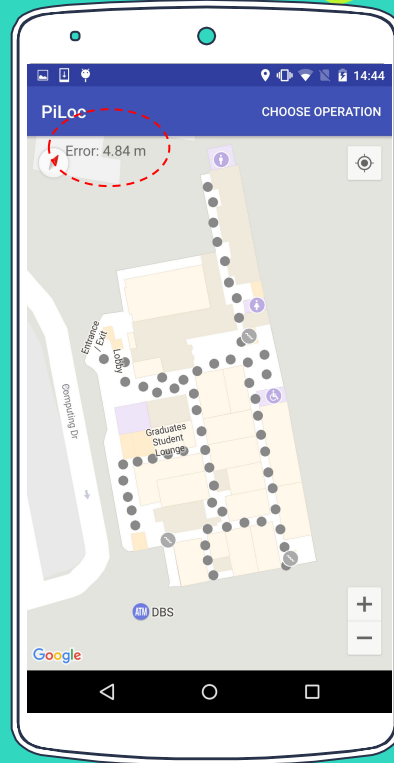 14:44
PiLoc
CHOOSE OPERATION
Error: 4.84 m
Entrance
/ Exit
Lobby
Computing Dr
Graduates
Student
Lounge
ATM DBS
+
−
Google